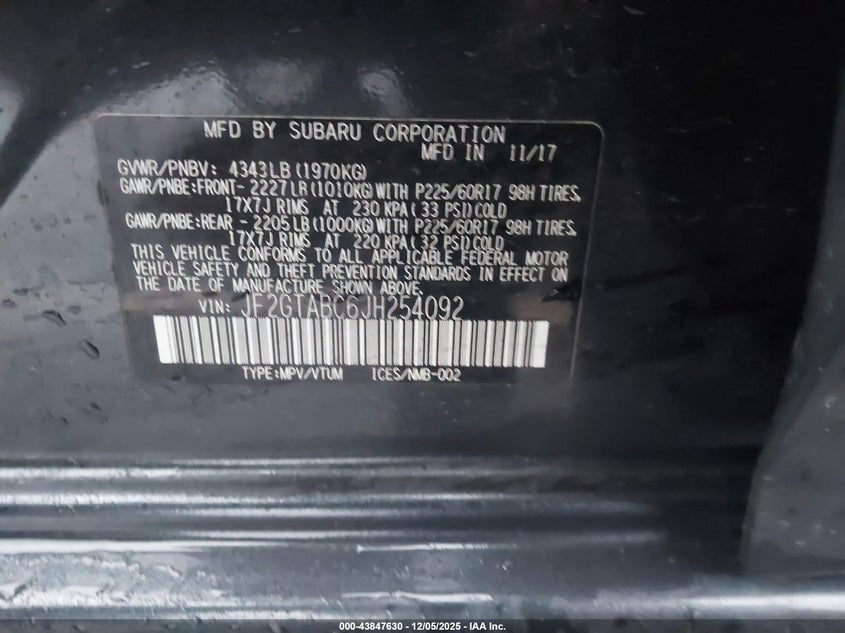 MFD BY SUBARU CORPORATION
MFD IN 11/17
GVWR/PNBV: 4343LB(1970KG)
GAWR/PNBE:FRONT- 2227LB(1010KG)WITH P225/60R17 98H TIRES,
17X7J RIMS AT 230 KPA( 33 PSI)COLD
GAWR/PNBE:REAR - 2205LB(1000KG)WITH P225/60R17 98H TIRES,
17X7J RIMS AT 220 KPA( 32 PSI)COLD
THIS VEHICLE CONFORMS TO ALL APPLICABLE FEDERAL MOTOR
VEHICLE SAFETY AND THEFT PREVENTION STANDARDS IN EFFECT ON
THE DATE OF MANUFACTURE SHOWN ABOVE.
VIN: JF2GTABC6JH254092
TYPE:MPV/VTUM ICES/NMB-002
000-43847630 - 12/05/2025 - IAA Inc.